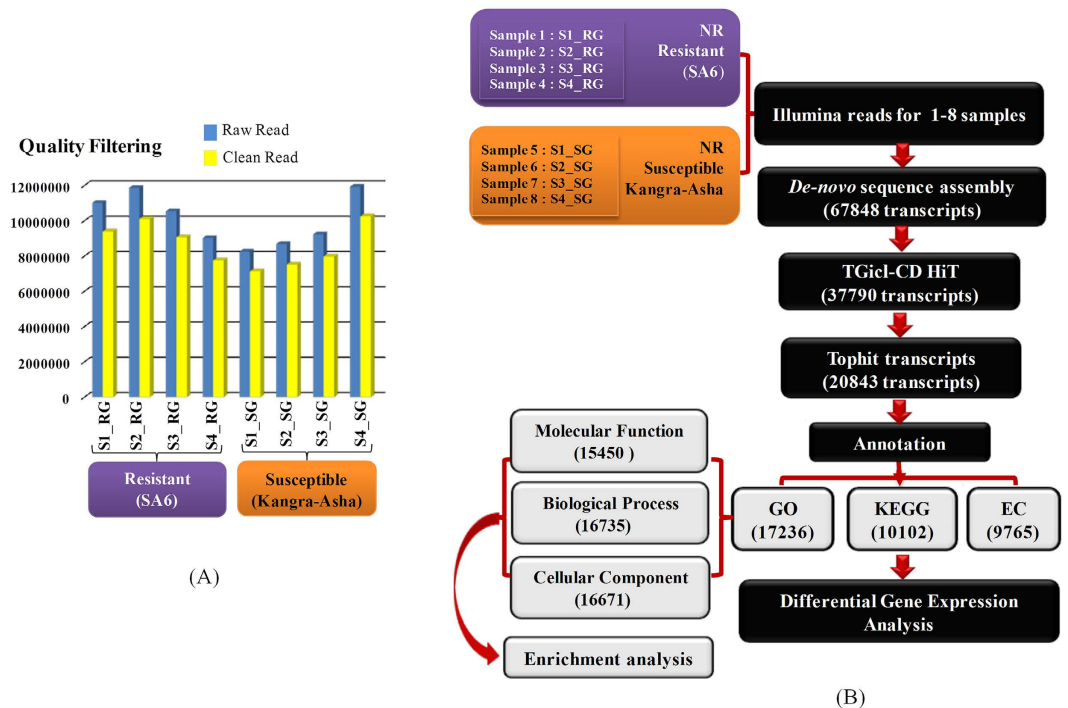 Quality Filtering
Raw Read
Clean Read
12000000
10000000
8000000
6000000
4000000
2000000
0
S1_RG
S2_RG
S3_RG
S4_RG
S1_SG
S2_SG
S3_SG
S4_SG
Resistant
(SA6)
Susceptible
(Kangra-Asha)
(A)
Sample 1 : S1_RG
Sample 2 : S2_RG
Sample 3 : S3_RG
Sample 4 : S4_RG
NR
Resistant
(SA6)
Sample 5 : S1_SG
Sample 6 : S2_SG
Sample 7 : S3_SG
Sample 8 : S4_SG
NR
Susceptible
Kangra-Asha
Illumina reads for 1-8 samples
De-novo sequence assembly
(67848 transcripts)
TGicl-CD HiT
(37790 transcripts)
Tophit transcripts
(20843 transcripts)
Annotation
GO
(17236)
KEGG
(10102)
EC
(9765)
Molecular Function
(15450 )
Biological Process
(16735)
Cellular Component
(16671)
Enrichment analysis
Differential Gene Expression
Analysis
(B)